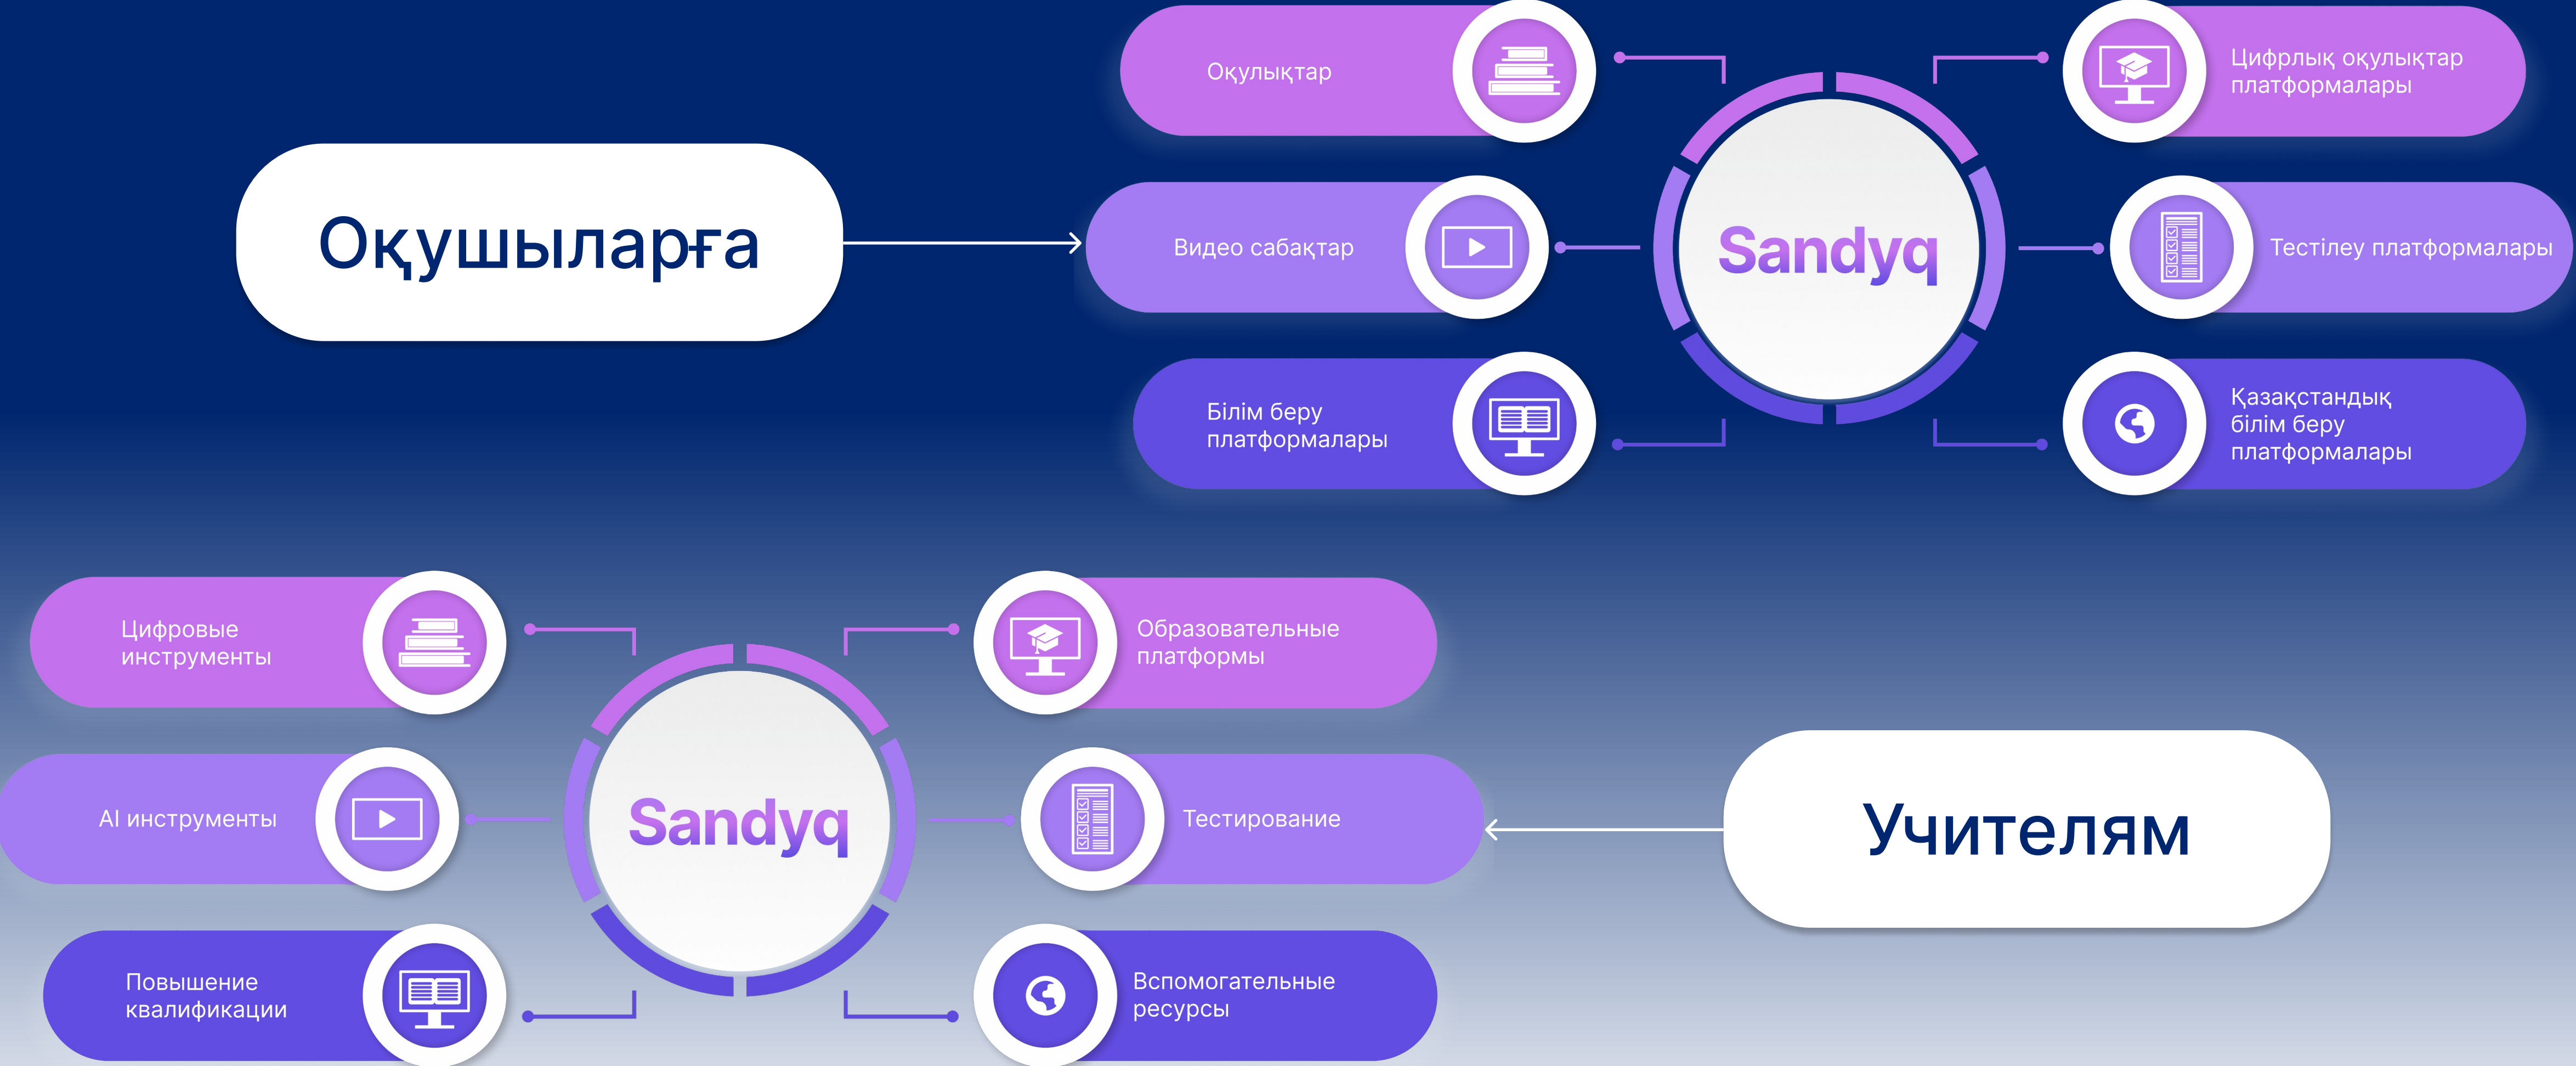 Оқушыларға
Оқулықтар
Видео сабақтар
Білім беру
платформалары
Sandyq
Цифрлық оқулықтар
платформалары
Тестілеу платформалары
Қазақстандық
білім беру
платформалары
Цифровые
инструменты
AI инструменты
Повышение
квалификации
Sandyq
Образовательные
платформы
Тестирование
Вспомогательные
ресурсы
Учителям